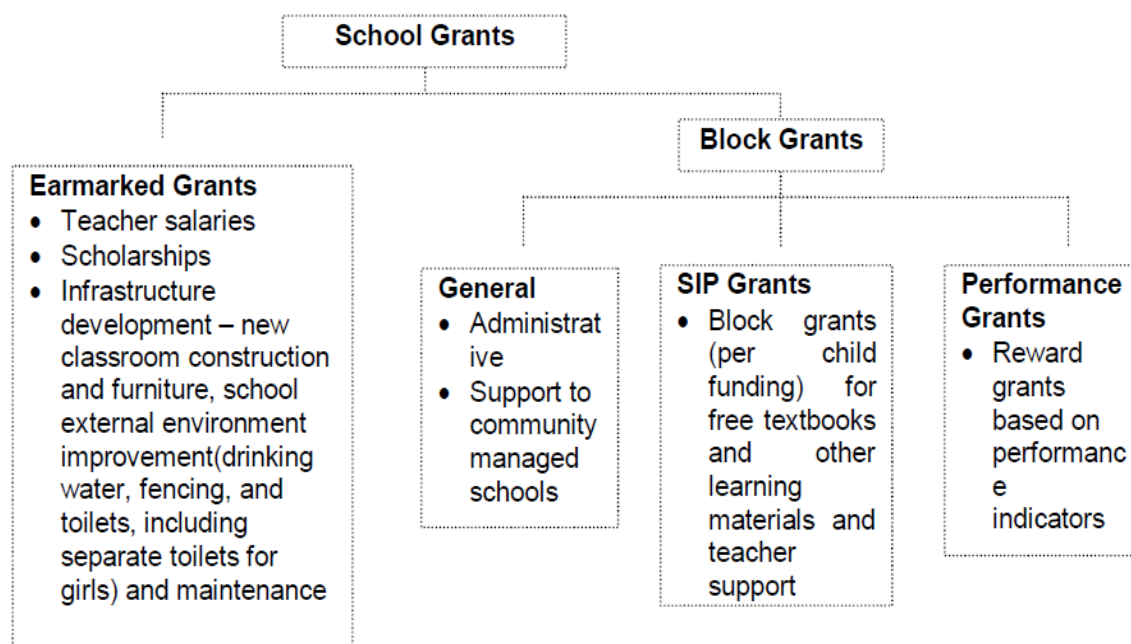 School Grants
Block Grants
Earmarked Grants
• Teacher salaries
• Scholarships
• Infrastructure
development – new
classroom construction
and furniture, school
external environment
improvement(drinking
water, fencing, and
toilets, including
separate toilets for
girls) and maintenance
General
• Administrat
ive
• Support to
community
managed
schools
SIP Grants
• Block grants
(per child
funding) for
free textbooks
and other
learning
materials and
teacher
support
Performance
Grants
• Reward
grants
based on
performanc
e
indicators